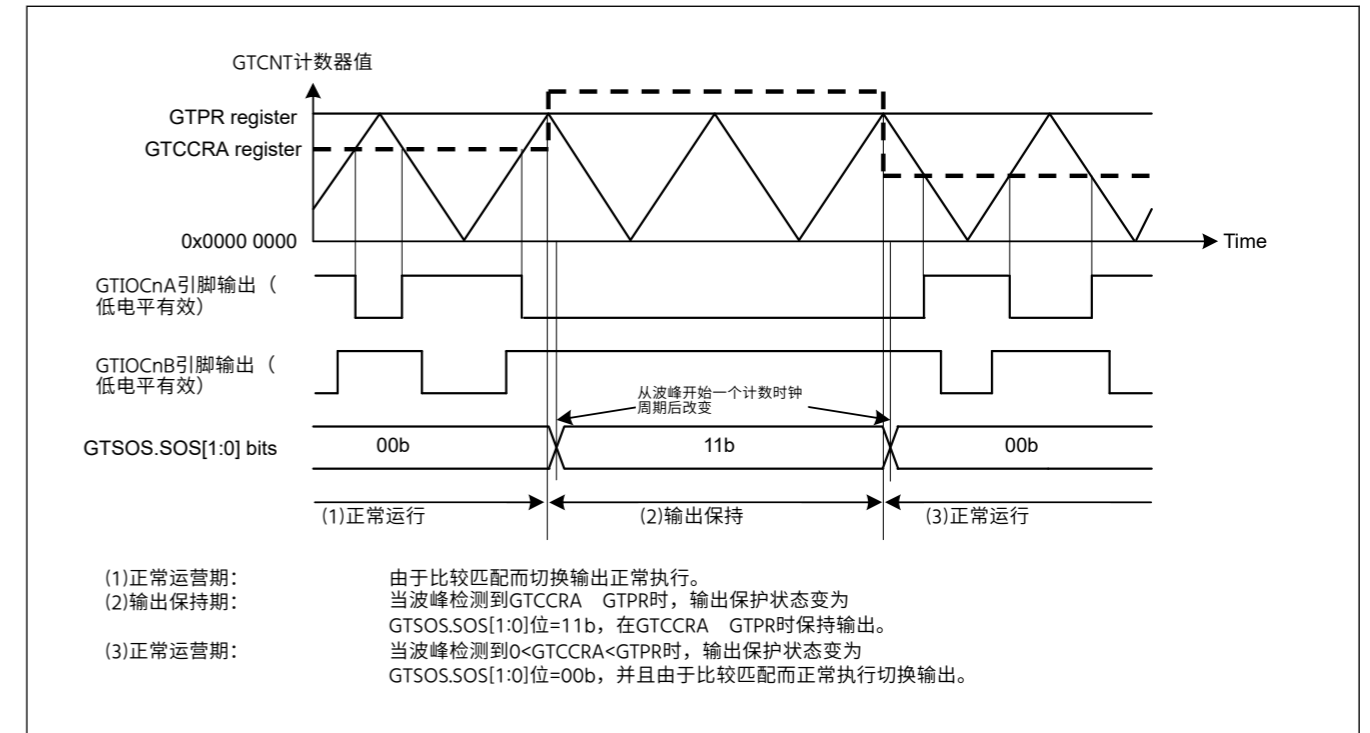 GTCNT计数器值
GTPR register
GTCCRA register
0x0000 0000
Time
GTIOCnA引脚输出（
低电平有效）
GTIOCnB引脚输出（
低电平有效）
从波峰开始一个计数时钟
周期后改变
GTSOS.SOS[1:0] bits
00b
11b
00b
(1)正常运行
(2)输出保持
(3)正常运行
(1)正常运营期： 由于比较匹配而切换输出正常执行。
(2)输出保持期： 当波峰检测到GTCCRA GTPR时，输出保护状态变为
GTSOS.SOS[1:0]位=11b，在GTCCRA GTPR时保持输出。
(3)正常运营期： 当波峰检测到0<GTCCRA<GTPR时，输出保护状态变为
GTSOS.SOS[1:0]位=00b，并且由于比较匹配而正常执行切换输出。